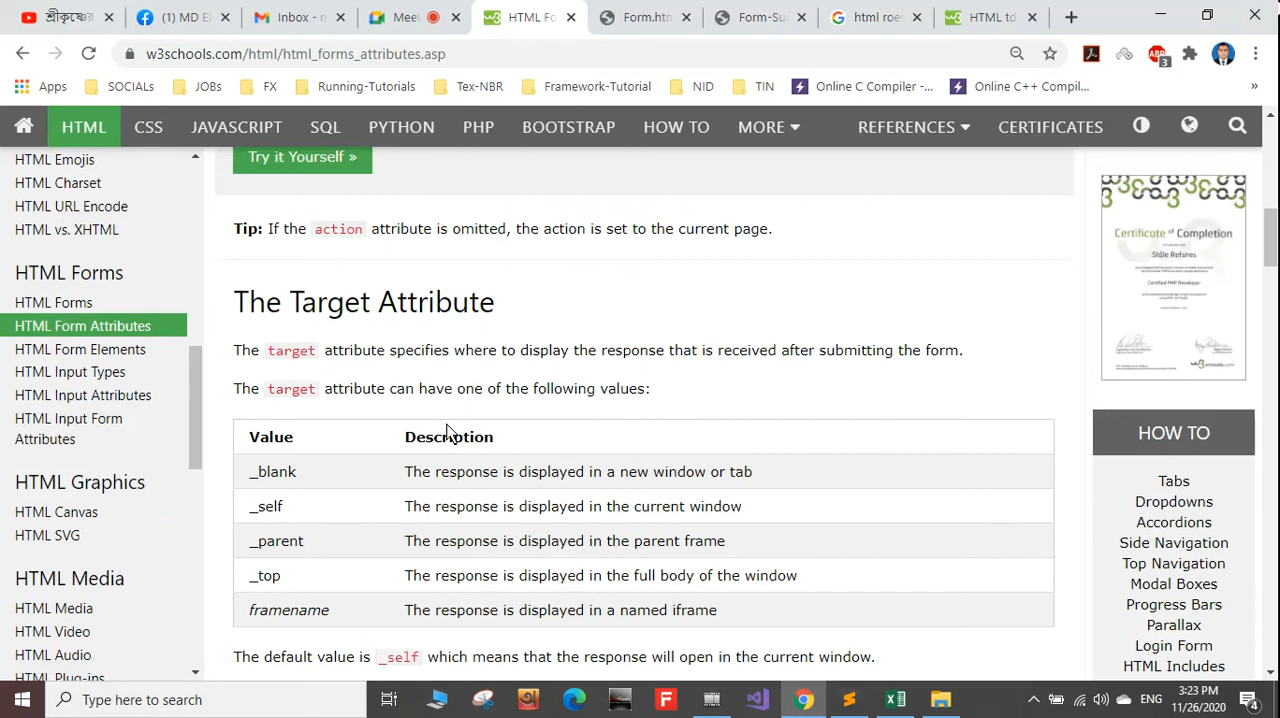 শ্রীকৃষ্ণে
(1) MD E
Inbox - m
Meet
HTML Fo
Form.htm
Form-Su
html roes
HTML td
w3schools.com/html/html_forms_attributes.asp
ABP
3
Apps
SOCIALs
JOBs
FX
Running-Tutorials
Tex-NBR
Framework-Tutorial
NID
TIN
Online C Compiler -...
Online C++ Compil...
»
HTML
CSS
JAVASCRIPT
SQL
PYTHON
PHP
BOOTSTRAP
HOW TO
MORE
REFERENCES
CERTIFICATES
HTML Emojis
HTML Charset
HTML URL Encode
HTML vs. XHTML
HTML Forms
HTML Forms
HTML Form Attributes
HTML Form Elements
HTML Input Types
HTML Input Attributes
HTML Input Form
Attributes
HTML Graphics
HTML Canvas
HTML SVG
HTML Media
HTML Media
HTML Video
HTML Audio
HTML Plug-ins
Try it Yourself »
Tip: If the action attribute is omitted, the action is set to the current page.
The Target Attribute
The target attribute specifies where to display the response that is received after submitting the form.
The target attribute can have one of the following values:
Value Description
_blank The response is displayed in a new window or tab
_self The response is displayed in the current window
_parent The response is displayed in the parent frame
_top The response is displayed in the full body of the window
framename The response is displayed in a named iframe
The default value is _self which means that the response will open in the current window.
Certificate of Completion
Ståle Refsnes
HOW TO
Tabs
Dropdowns
Accordions
Side Navigation
Top Navigation
Modal Boxes
Progress Bars
Parallax
Login Form
HTML Includes
Type here to search
ENG
3:23 PM
11/26/2020
4